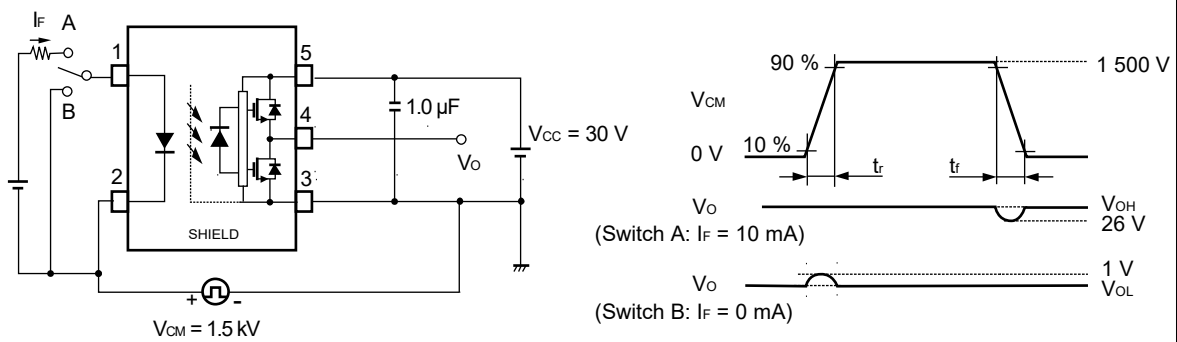 IF
A
B
1
2
5
4
3
SHIELD
1.0 µF
VO
VCC = 30 V
+
-
VCM = 1.5 kV
90 %
1 500 V
VCM
10 %
0 V
tr
tf
VO
VOH
26 V
(Switch A: IF = 10 mA)
1 V
VO
VOL
(Switch B: IF = 0 mA)